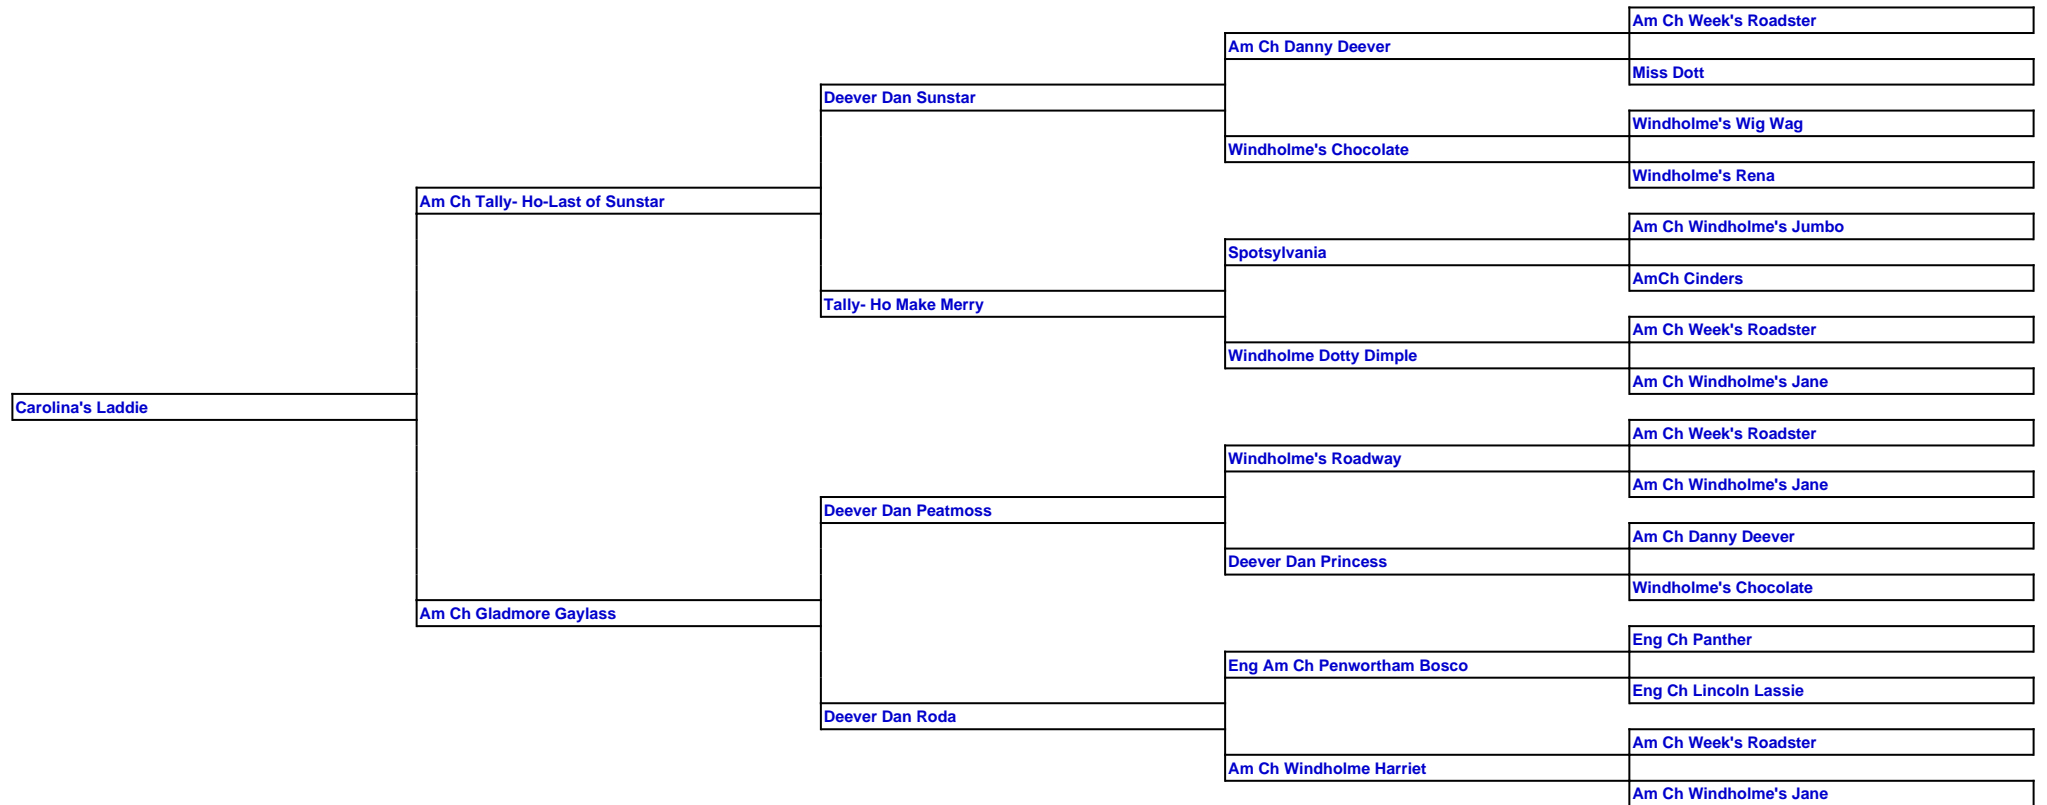 Am Ch Week's Roadster
Am Ch Danny Deever
Miss Dott
Deever Dan Sunstar
Windholme's Wig Wag
Windholme's Chocolate
Windholme's Rena
Am Ch Tally- Ho-Last of Sunstar
Am Ch Windholme's Jumbo
Spotsylvania
AmCh Cinders
Tally- Ho Make Merry
Am Ch Week's Roadster
Windholme Dotty Dimple
Am Ch Windholme's Jane
Carolina's Laddie
Am Ch Week's Roadster
Windholme's Roadway
Am Ch Windholme's Jane
Deever Dan Peatmoss
Am Ch Danny Deever
Deever Dan Princess
Windholme's Chocolate
Am Ch Gladmore Gaylass
Eng Ch Panther
Eng Am Ch Penwortham Bosco
Eng Ch Lincoln Lassie
Deever Dan Roda
Am Ch Week's Roadster
Am Ch Windholme Harriet
Am Ch Windholme's Jane